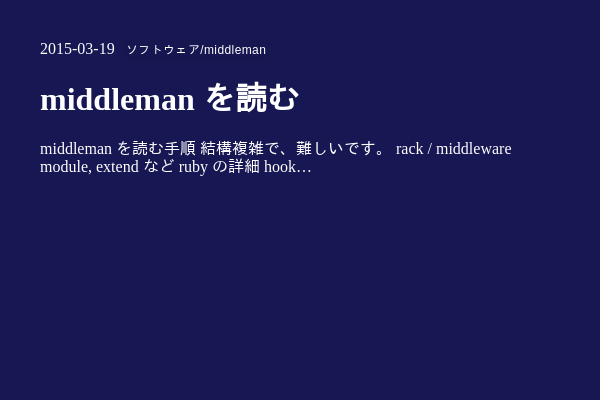 2015-03-19 ソフトウェア/middleman
middleman を読む
middleman を読む手順 結構複雑で、難しいです。 rack / middleware
module, extend など ruby の詳細 hook…